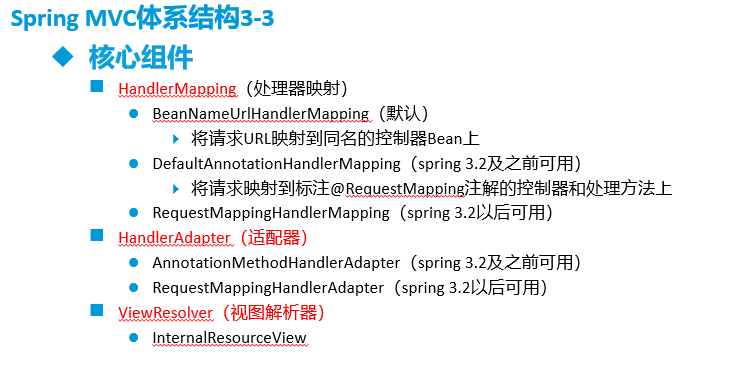 Spring MVC体系结构3-3
核心组件
HandlerMapping（处理器映射）
BeanNameUrlHandlerMapping（默认）
将请求URL映射到同名的控制器Bean上
DefaultAnnotationHandlerMapping（spring 3.2及之前可用）
将请求映射到标注@RequestMapping注解的控制器和处理方法上
RequestMappingHandlerMapping（spring 3.2以后可用）
HandlerAdapter（适配器）
AnnotationMethodHandlerAdapter（spring 3.2及之前可用）
RequestMappingHandlerAdapter（spring 3.2以后可用）
ViewResolver（视图解析器）
InternalResourceView